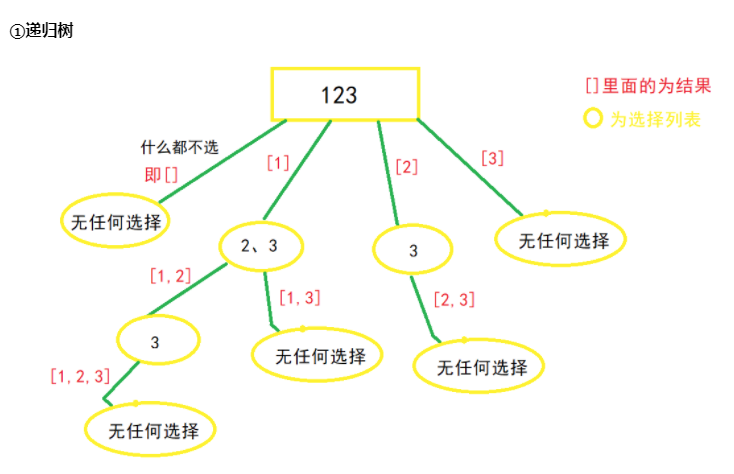 ①递归树
123
[]里面的为结果
为选择列表
什么都不选
即[]
[1]
[2]
[3]
无任何选择
2、3
3
无任何选择
[1,2]
[1,3]
[2,3]
3
无任何选择
无任何选择
[1,2,3]
无任何选择